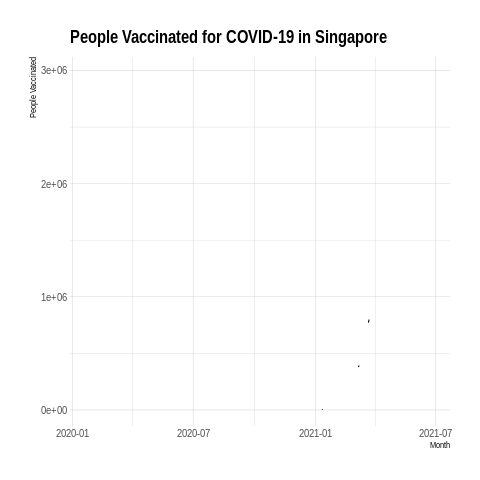 People Vaccinated for COVID-19 in Singapore
People Vaccinated
3e+06
2e+06
1e+06
0e+00
2020-01 2020-07 2021-01 2021-07
Month